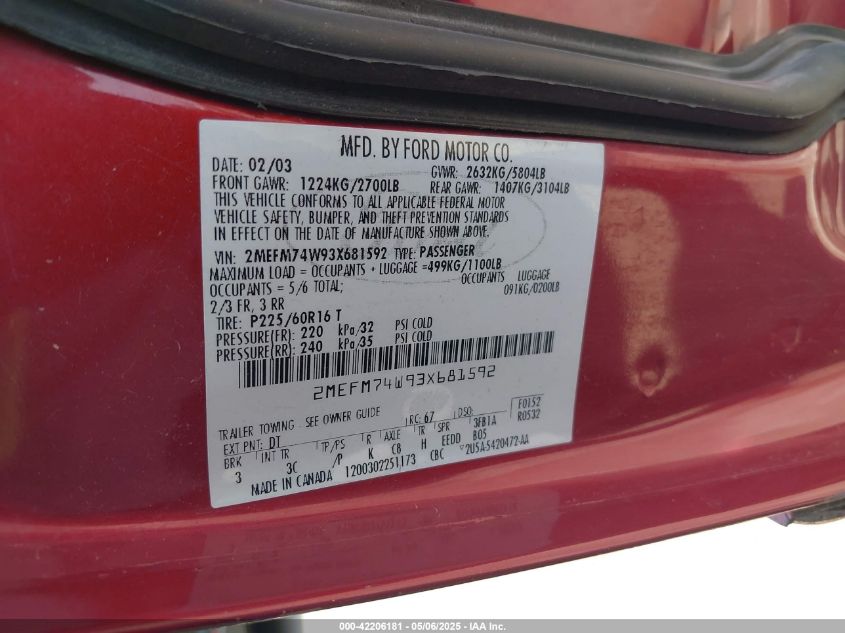 MFD. BY FORD MOTOR CO.
DATE: 02/03 GVWR: 2632KG/5804LB
FRONT GAWR: 1224KG/2700LB REAR GAWR: 1407KG/3104LB
THIS VEHICLE CONFORMS TO ALL APPLICABLE FEDERAL MOTOR
VEHICLE SAFETY, BUMPER, AND THEFT PREVENTION STANDARDS
IN EFFECT ON THE DATE OF MANUFACTURE SHOWN ABOVE.
VIN: 2MEFM74W93X681592 TYPE: PASSENGER
MAXIMUM LOAD = OCCUPANTS + LUGGAGE =499KG/1100LB
OCCUPANTS = 5/6 TOTAL; OCCUPANTS LUGGAGE
2/3 FR, 3 RR 091KG/0200LB
TIRE: P225/60R16 T
PRESSURE(FR): 220 kPa/32 PSI COLD
PRESSURE(RR): 240 kPa/35 PSI COLD
2MEFM74W93X681592
TRAILER TOWING - SEE OWNER GUIDE RC: 67 DSO: F0152
EXT PNT: DT 3FB1A R0532
BRK INT TR TP/PS R AXLE TR SPR B05
3 3C /P K C8 H EEDD
MADE IN CANADA 1200302251173 CBC V2U5A-5420472-AA
000-42206181 - 05/06/2025 - IAA Inc.